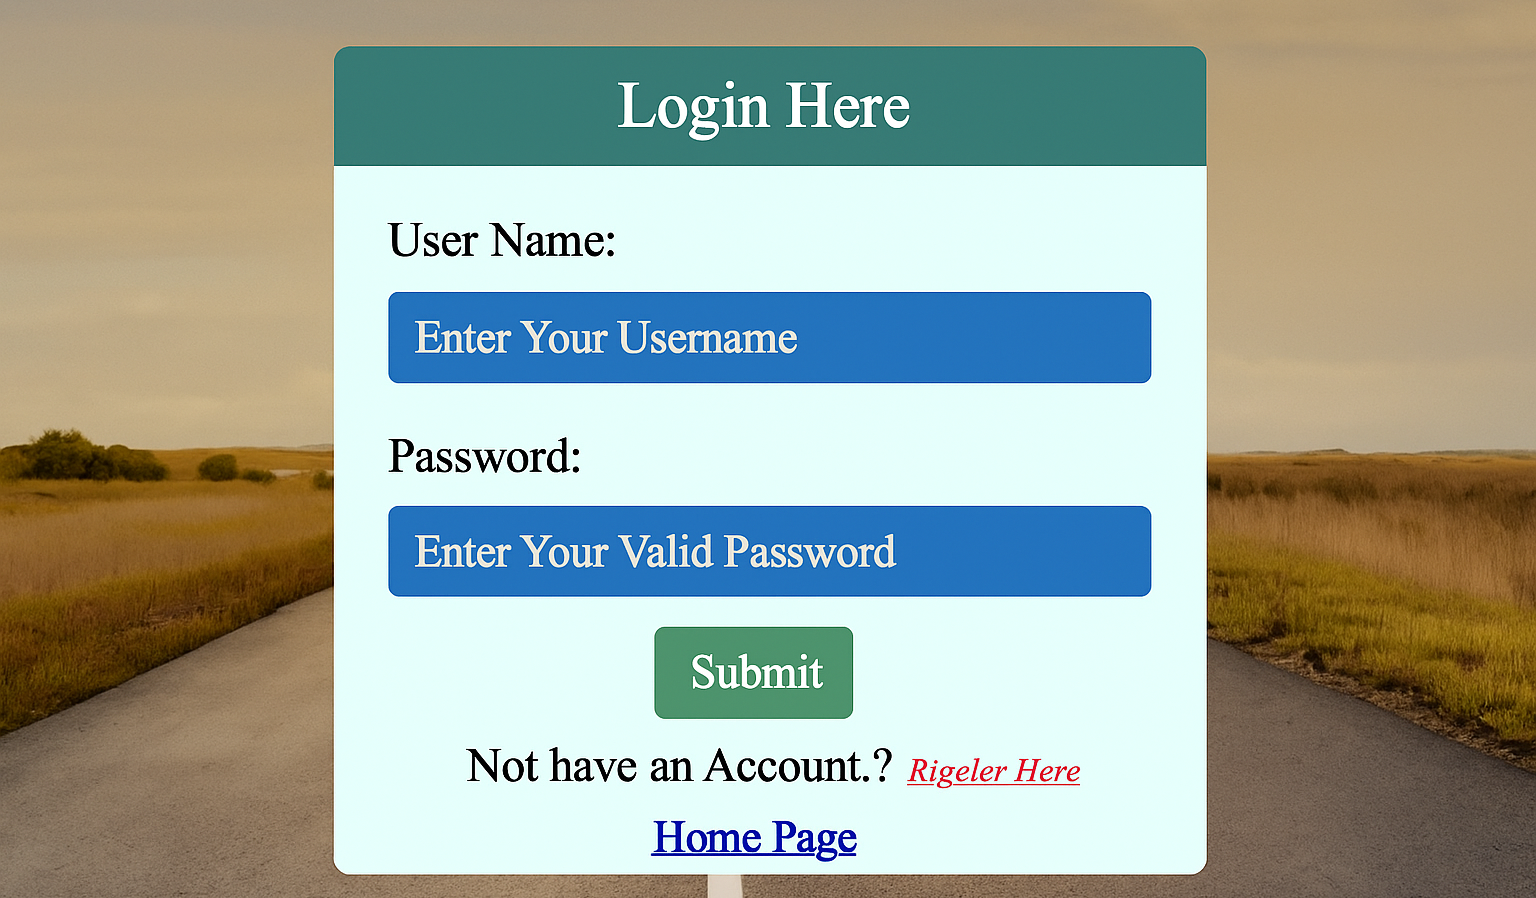 Login Here
User Name:
Enter Your Username
Password:
Enter Your Valid Password
Submit
Not have an Account.? Rigeler Here
Home Page